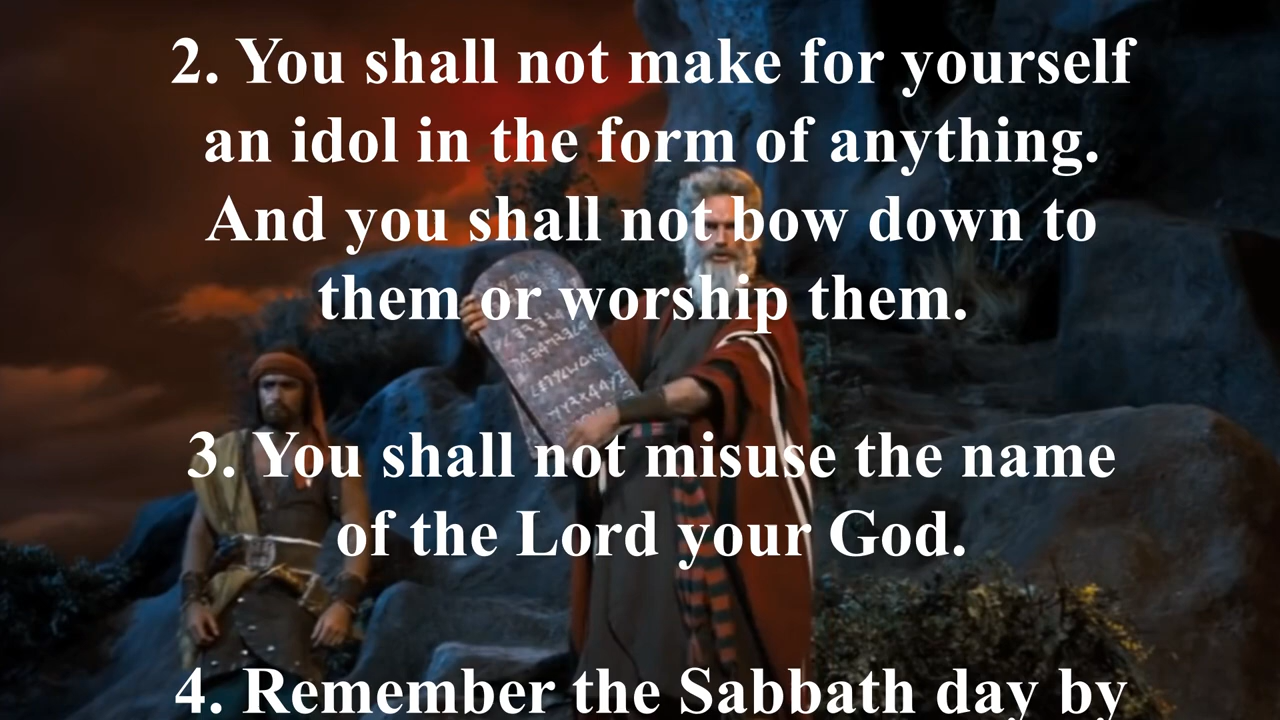 2. You shall not make for yourself
an idol in the form of anything.
And you shall not bow down to
them or worship them.
3. You shall not misuse the name
of the Lord your God.
4. Remember the Sabbath day by